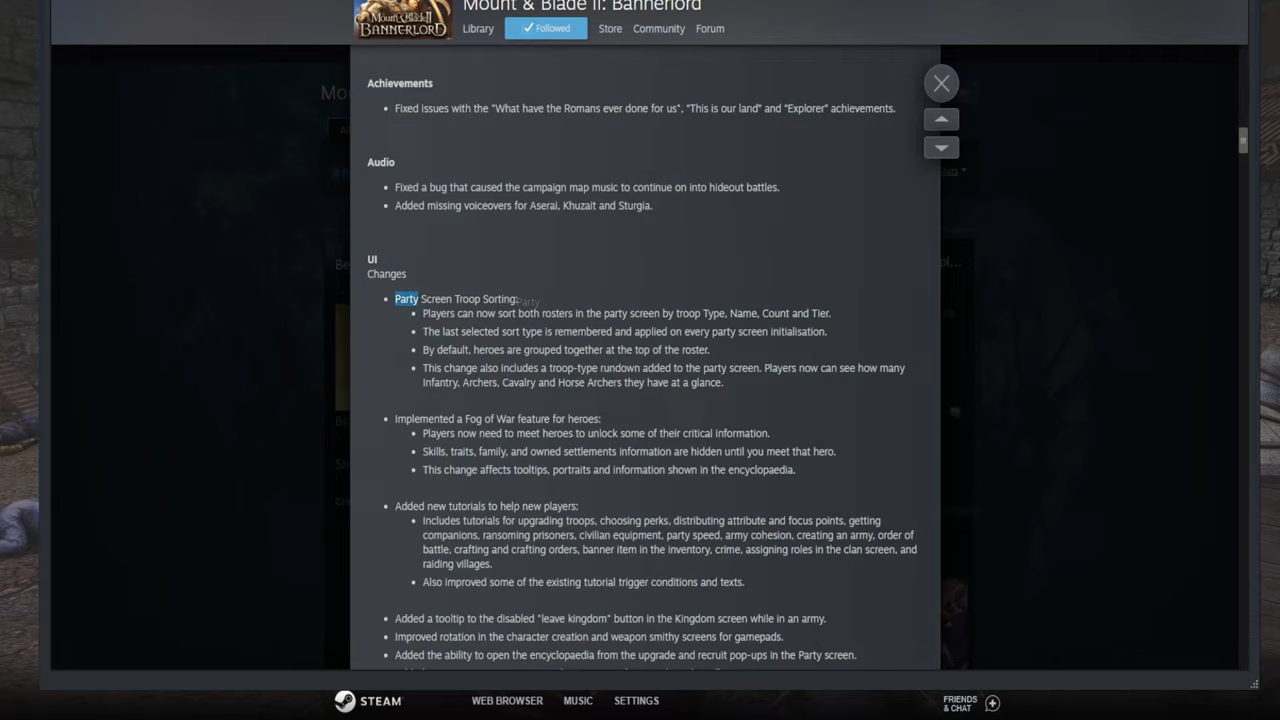 Mount & Blade II: Bannerlord
MOUNT & BLADE II
BANNERLORD
Library
Followed
Store
Community
Forum
Achievements
Fixed issues with the "What have the Romans ever done for us", "This is our land" and "Explorer" achievements.
Audio
Fixed a bug that caused the campaign map music to continue on into hideout battles.
Added missing voiceovers for Aserai, Khuzait and Sturgia.
UI
Changes
Party Screen Troop Sorting:
Party
Players can now sort both rosters in the party screen by troop Type, Name, Count and Tier.
The last selected sort type is remembered and applied on every party screen initialisation.
By default, heroes are grouped together at the top of the roster.
This change also includes a troop-type rundown added to the party screen. Players now can see how many
Infantry, Archers, Cavalry and Horse Archers they have at a glance.
Implemented a Fog of War feature for heroes:
Players now need to meet heroes to unlock some of their critical information.
Skills, traits, family, and owned settlements information are hidden until you meet that hero.
This change affects tooltips, portraits and information shown in the encyclopaedia.
Added new tutorials to help new players:
Includes tutorials for upgrading troops, choosing perks, distributing attribute and focus points, getting
companions, ransoming prisoners, civilian equipment, party speed, army cohesion, creating an army, order of
battle, crafting and crafting orders, banner item in the inventory, crime, assigning roles in the clan screen, and
raiding villages.
Also improved some of the existing tutorial trigger conditions and texts.
Added a tooltip to the disabled "leave kingdom" button in the Kingdom screen while in an army.
Improved rotation in the character creation and weapon smithy screens for gamepads.
Added the ability to open the encyclopaedia from the upgrade and recruit pop-ups in the Party screen.
STEAM
WEB BROWSER
MUSIC
SETTINGS
FRIENDS
& CHAT